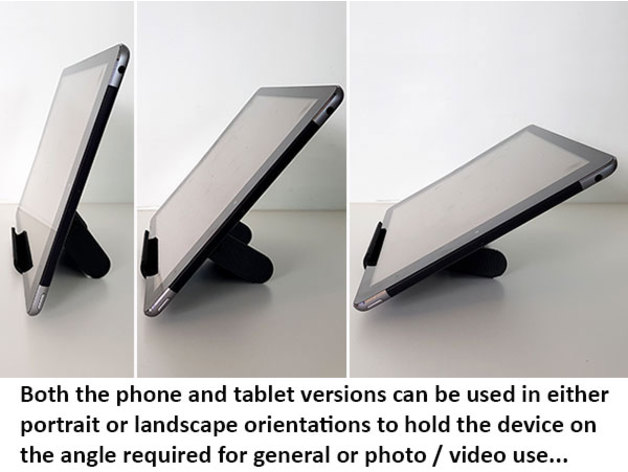 Both the phone and tablet versions can be used in either
portrait or landscape orientations to hold the device on
the angle required for general or photo / video use...